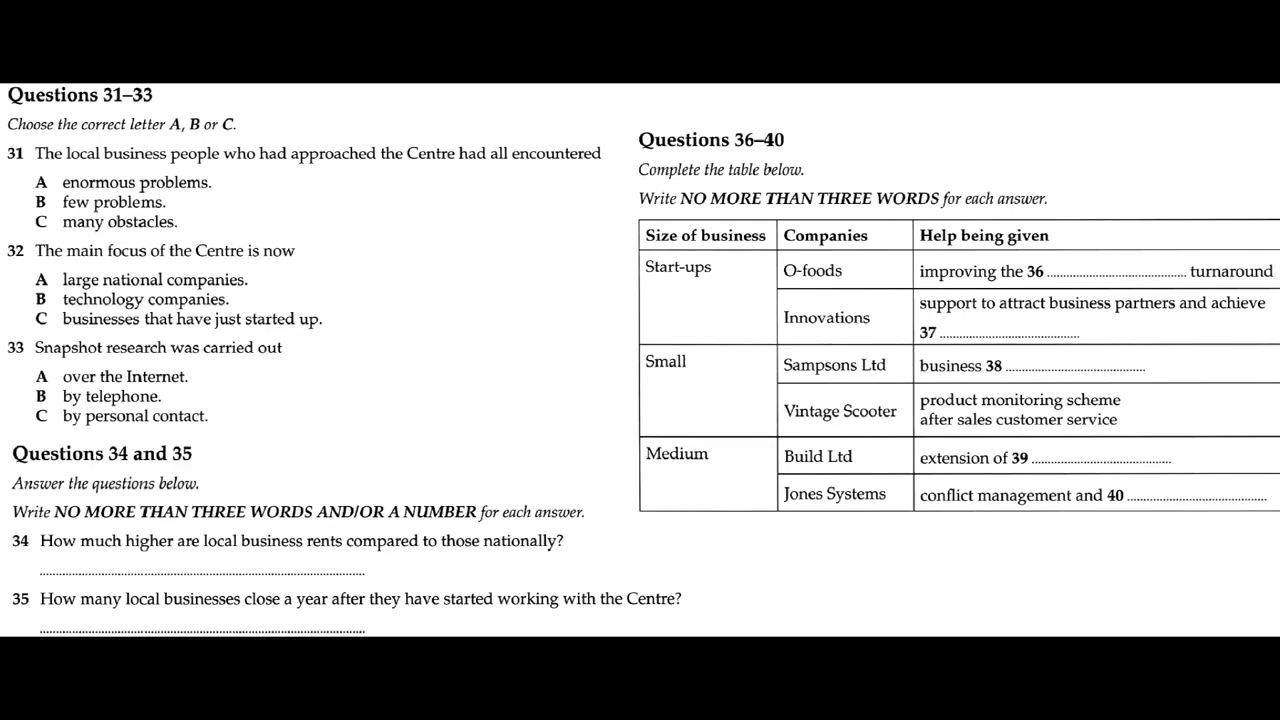 Questions 31–33
Choose the correct letter A, B or C.
31 The local business people who had approached the Centre had all encountered
A enormous problems.
B few problems.
C many obstacles.
32 The main focus of the Centre is now
A large national companies.
B technology companies.
C businesses that have just started up.
33 Snapshot research was carried out
A over the Internet.
B by telephone.
C by personal contact.
Questions 34 and 35
Answer the questions below.
Write NO MORE THAN THREE WORDS AND/OR A NUMBER for each answer.
34 How much higher are local business rents compared to those nationally?
................................................................
35 How many local businesses close a year after they have started working with the Centre?
................................................................
Questions 36–40
Complete the table below.
Write NO MORE THAN THREE WORDS for each answer.
Size of business Companies Help being given
Start-ups O-foods improving the 36 ................................ turnaround
Innovations support to attract business partners and achieve
37 ................................
Small Sampsons Ltd business 38 ................................
Vintage Scooter product monitoring scheme
after sales customer service
Medium Build Ltd extension of 39 ................................
Jones Systems conflict management and 40 ................................